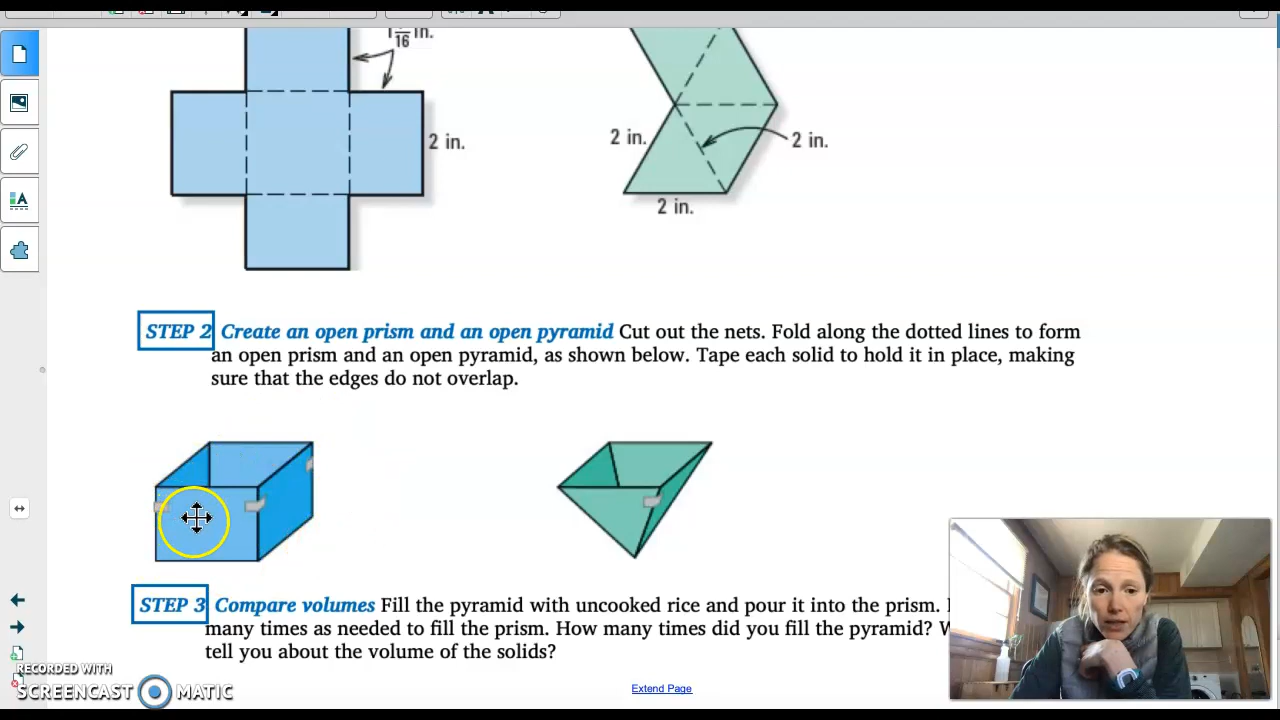 1 5/16 in.
2 in.
2 in.
2 in.
2 in.
STEP 2 Create an open prism and an open pyramid Cut out the nets. Fold along the dotted lines to form
an open prism and an open pyramid, as shown below. Tape each solid to hold it in place, making
sure that the edges do not overlap.
STEP 3 Compare volumes Fill the pyramid with uncooked rice and pour it into the prism.
many times as needed to fill the prism. How many times did you fill the pyramid?
tell you about the volume of the solids?
Extend Page
RECORDED WITH
SCREENCAST MATIC